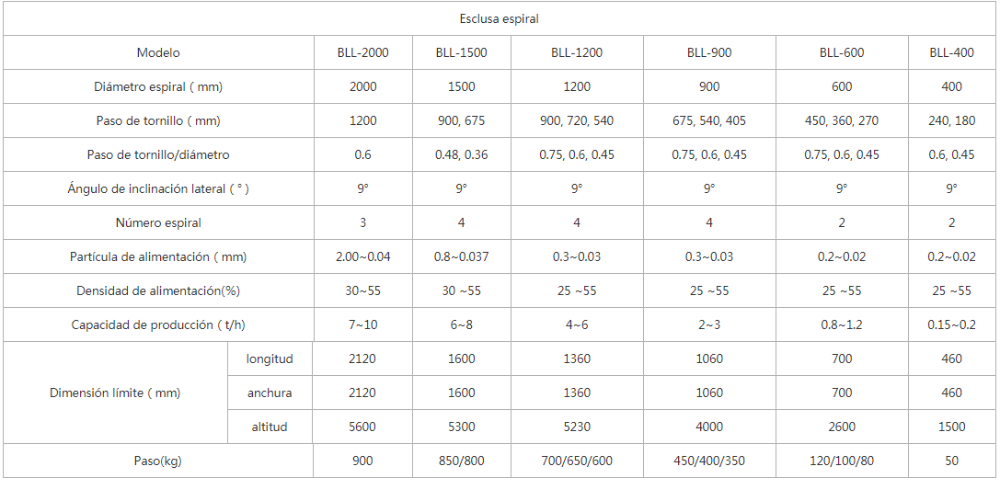 Esclusa espiral
Modelo BLL-2000 BLL-1500 BLL-1200 BLL-900 BLL-600 BLL-400
Diámetro espiral ( mm) 2000 1500 1200 900 600 400
Paso de tornillo ( mm) 1200 900, 675 900, 720, 540 675, 540, 405 450, 360, 270 240, 180
Paso de tornillo/diámetro 0.6 0.48, 0.36 0.75, 0.6, 0.45 0.75, 0.6, 0.45 0.75, 0.6, 0.45 0.6, 0.45
Ángulo de inclinación lateral ( ° ) 9° 9° 9° 9° 9° 9°
Número espiral 3 4 4 4 2 2
Partícula de alimentación ( mm) 2.00~0.04 0.8~0.037 0.3~0.03 0.3~0.03 0.2~0.02 0.2~0.02
Densidad de alimentación(%) 30~55 30 ~55 25 ~55 25 ~55 25 ~55 25 ~55
Capacidad de producción ( t/h) 7~10 6~8 4~6 2~3 0.8~1.2 0.15~0.2
longitud 2120 1600 1360 1060 700 460
Dimensión límite ( mm) anchura 2120 1600 1360 1060 700 460
altitud 5600 5300 5230 4000 2600 1500
Paso(kg) 900 850/800 700/650/600 450/400/350 120/100/80 50